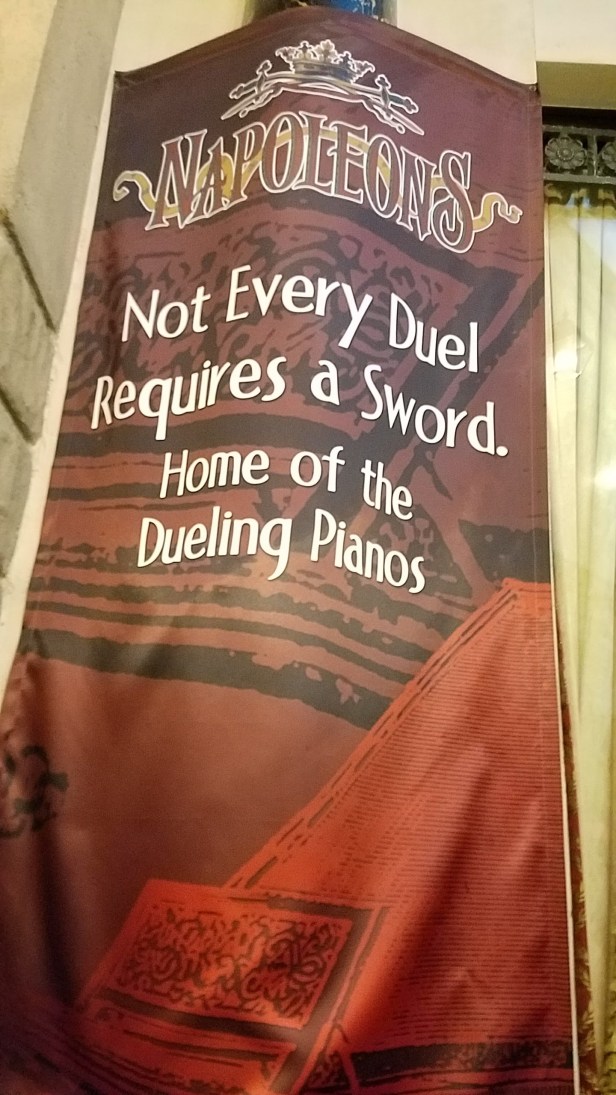 NAPOLEONS
Not Every Duel
Requires a Sword.
Home of the
Dueling Pianos